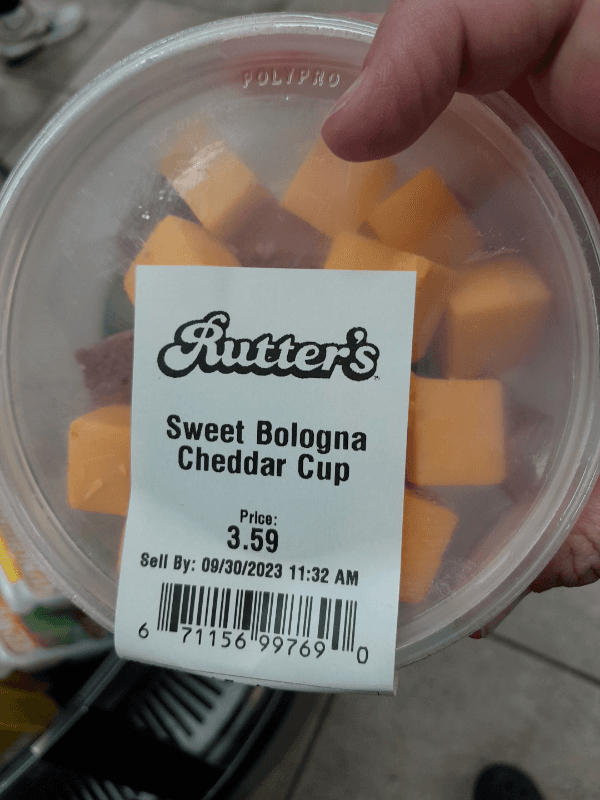 POLYPRO
Rutter's
Sweet Bologna
Cheddar Cup
Price:
3.59
Sell By: 09/30/2023 11:32 AM
6 71156 99769 0